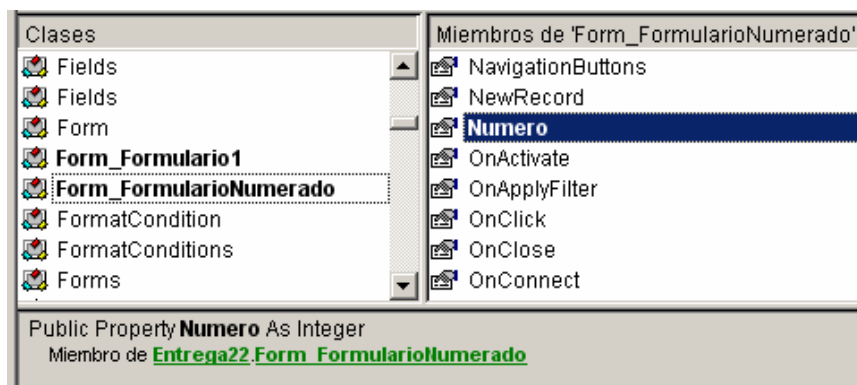 Clases
Fields
Fields
Form
Form_Formulario1
Form_FormularioNumerado
FormatCondition
FormatConditions
Forms
Miembros de 'Form_FormularioNumerado'
NavigationButtons
NewRecord
Numero
OnActivate
OnApplyFilter
OnClick
OnClose
OnConnect
Public Property Numero As Integer
Miembro de Entrega22.Form_FormularioNumerado